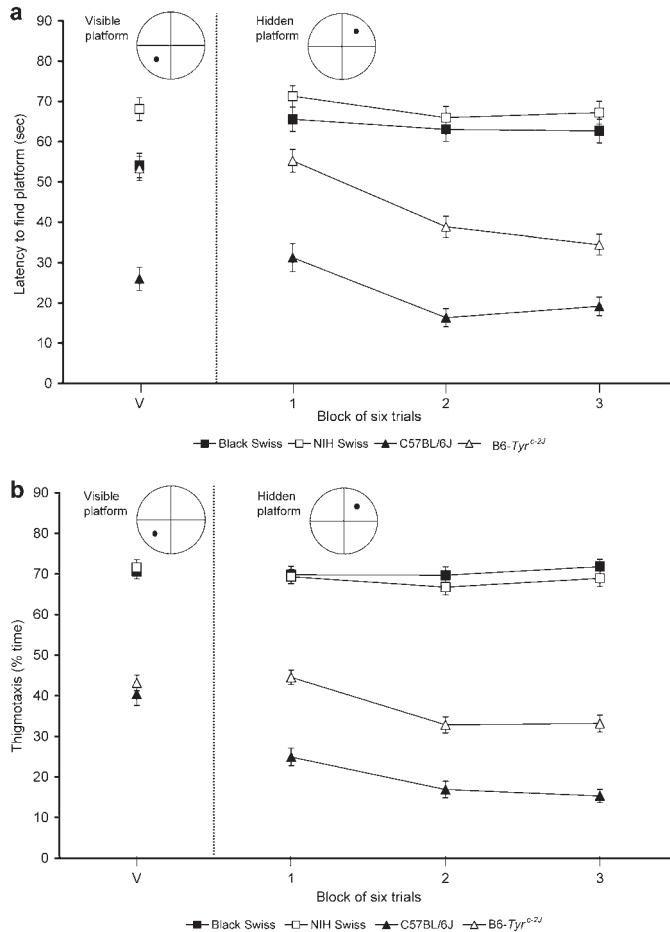 a
Visible
platform
Hidden
platform
90
80
70
60
50
40
30
20
10
0
Latency to find platform (sec)
V 1 2 3
Block of six trials
Black Swiss NIH Swiss C57BL/6J B6-Tyr^c-2J
b
Visible
platform
Hidden
platform
90
80
70
60
50
40
30
20
10
0
Thigmotaxis (% time)
V 1 2 3
Block of six trials
Black Swiss NIH Swiss C57BL/6J B6-Tyr^c-2J